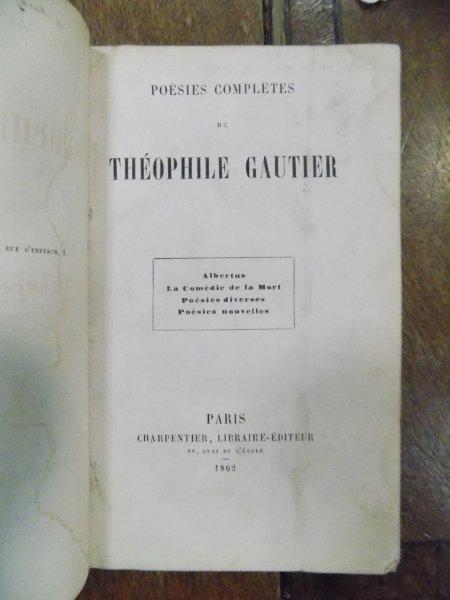 RUE D'ERFURTH, 1.
POÉSIES COMPLÈTES
DE
THÉOPHILE GAUTIER
Albertus
La Comédie de la Mort
Poésies diverses
Poésies nouvelles
PARIS
CHARPENTIER, LIBRAIRE-ÉDITEUR
QUAI DE L'ÉCOLE
1862